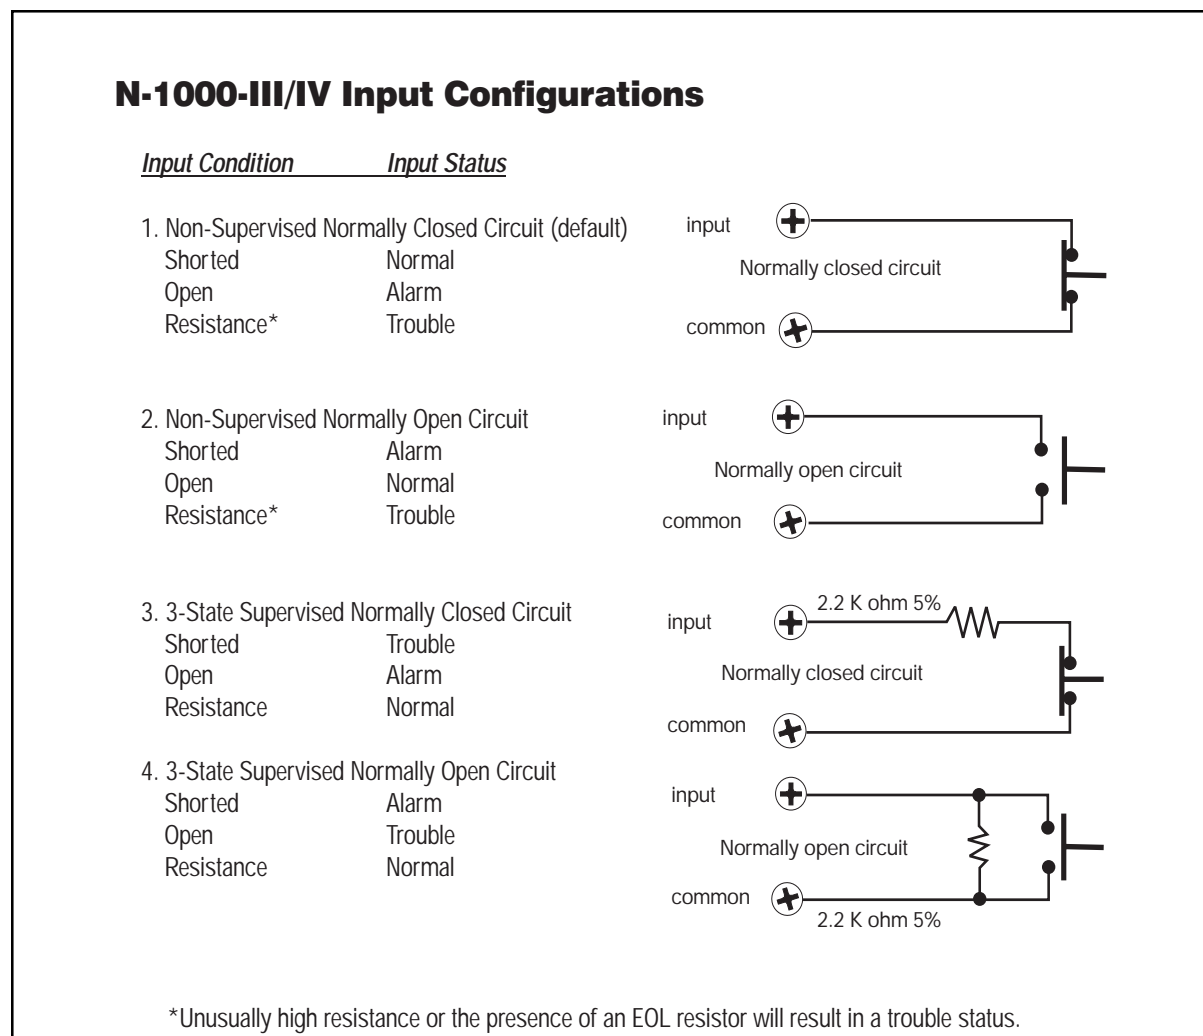 N-1000-III/IV Input Configurations
Input Condition Input Status
1. Non-Supervised Normally Closed Circuit (default)
Shorted Normal
Open Alarm
Resistance* Trouble
input
Normally closed circuit
common
2. Non-Supervised Normally Open Circuit
Shorted Alarm
Open Normal
Resistance* Trouble
input
Normally open circuit
common
3. 3-State Supervised Normally Closed Circuit
Shorted Trouble
Open Alarm
Resistance Normal
2.2 K ohm 5%
input
Normally closed circuit
common
4. 3-State Supervised Normally Open Circuit
Shorted Alarm
Open Trouble
Resistance Normal
input
Normally open circuit
common
2.2 K ohm 5%
*Unusually high resistance or the presence of an EOL resistor will result in a trouble status.